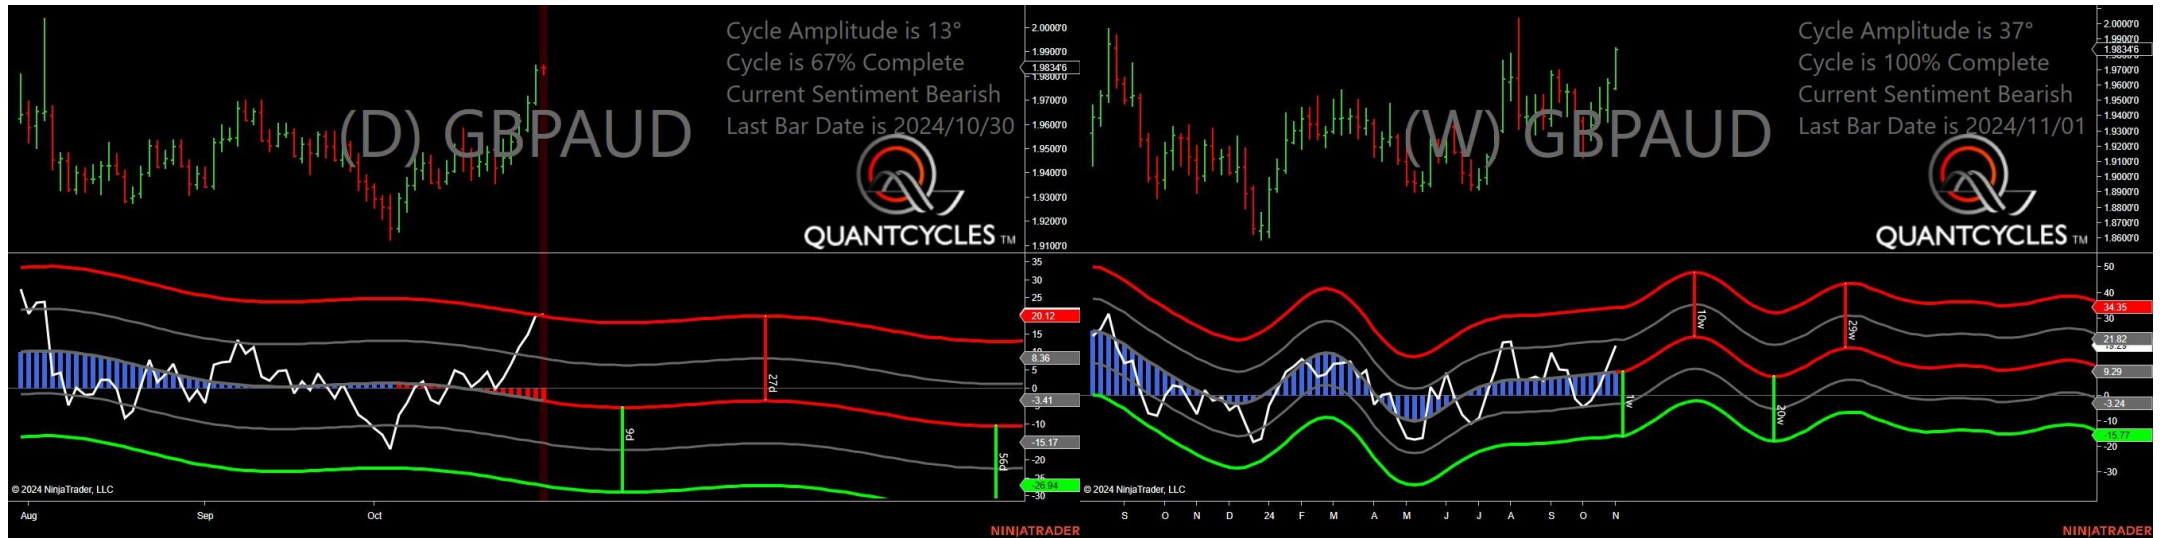 Cycle Amplitude is 13°
Cycle is 67% Complete
Current Sentiment Bearish
Last Bar Date is 2024/10/30
(D) GBPAUD
QUANTCYCLES TM
2.0000'0
1.9900'0
1.9834'6
1.9800'0
1.9700'0
1.9600'0
1.9500'0
1.9400'0
1.9300'0
1.9200'0
1.9100'0
35
30
25
20.12
15
8.36
5
0
-3.41
-10
-15.17
-20
-26.94
-30
9d
27d
56d
© 2024 NinjaTrader, LLC
Aug
Sep
Oct
NINJATRADER
Cycle Amplitude is 37°
Cycle is 100% Complete
Current Sentiment Bearish
Last Bar Date is 2024/11/01
(W) GBPAUD
QUANTCYCLES TM
2.0000'0
1.9900'0
1.9834'6
1.9700'0
1.9600'0
1.9500'0
1.9400'0
1.9300'0
1.9200'0
1.9100'0
1.9000'0
1.8900'0
1.8800'0
1.8700'0
1.8600'0
50
40
34.35
30
21.82
9.29
-3.24
-10
-15.77
-20
-30
1w
10w
20w
29w
© 2024 NinjaTrader, LLC
S
O
N
D
24
F
M
A
M
J
J
A
S
O
N
NINJATRADER